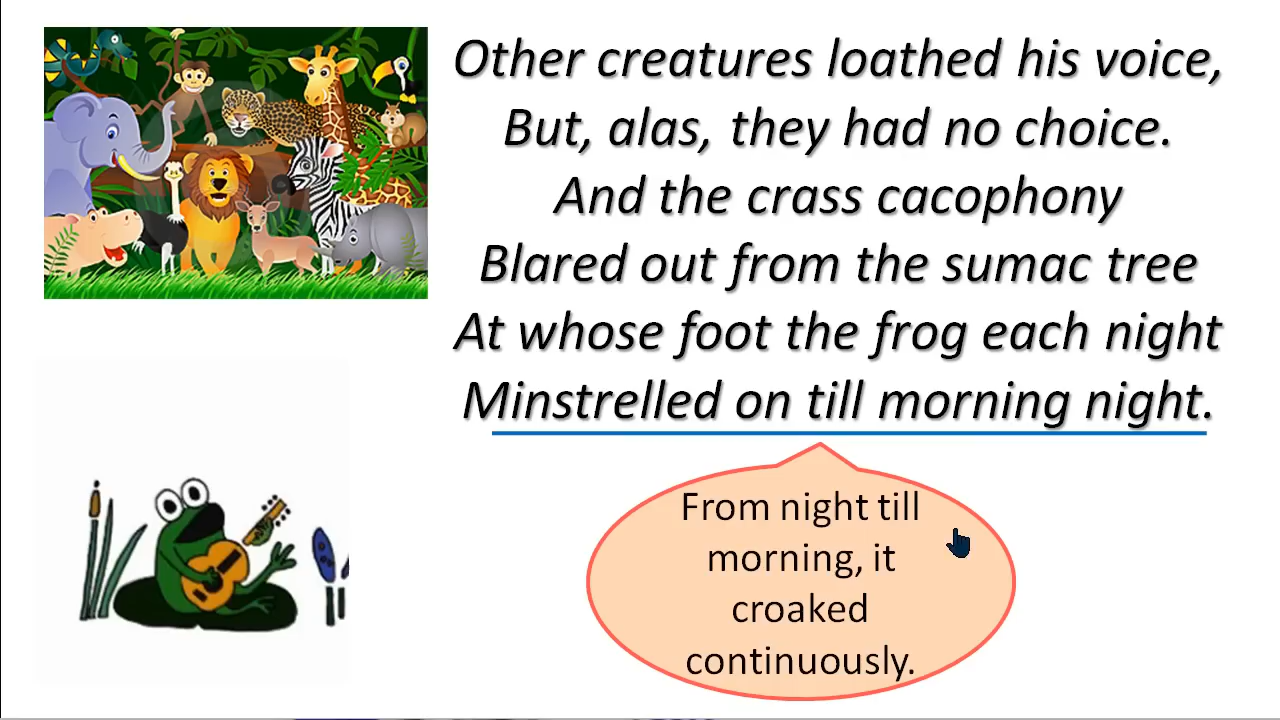 Other creatures loathed his voice,
But, alas, they had no choice.
And the crass cacophony
Blared out from the sumac tree
At whose foot the frog each night
Minstrelled on till morning night.
From night till
morning, it
croaked
continuously.